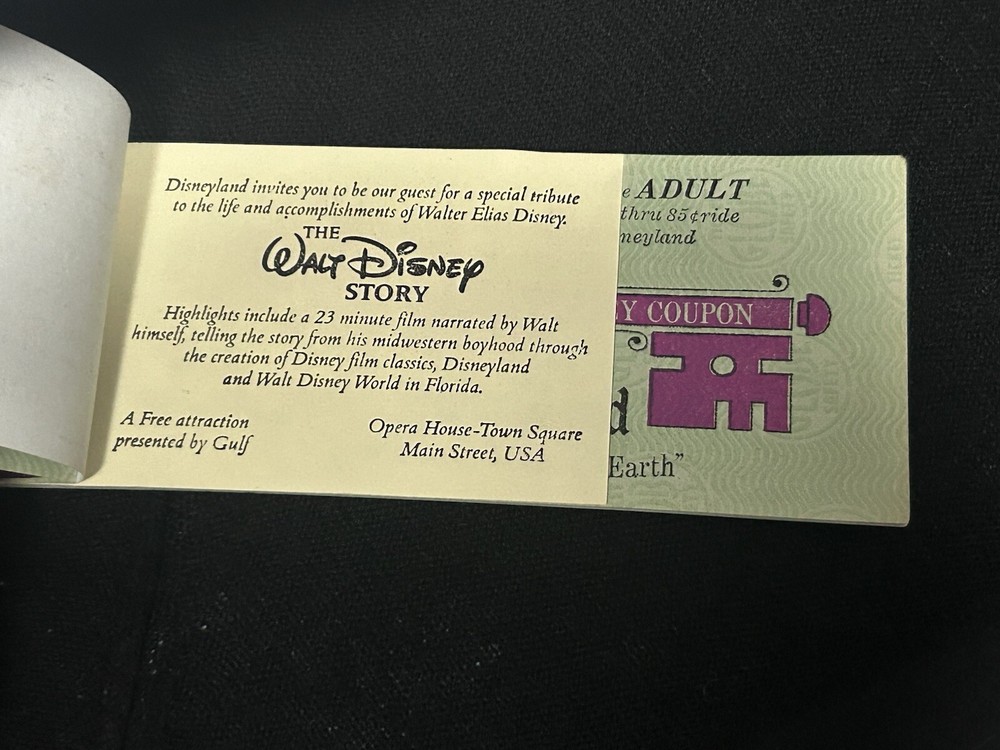 Disneyland invites you to be our guest for a special tribute
to the life and accomplishments of Walter Elias Disney.
THE
WALT DISNEY
STORY
Highlights include a 23 minute film narrated by Walt
himself, telling the story from his midwestern boyhood through
the creation of Disney film classics, Disneyland
and Walt Disney World in Florida.
A Free attraction
presented by Gulf
Opera House-Town Square
Main Street, USA
e ADULT
thru 85¢ ride
neyland
EY COUPON
d
Earth”